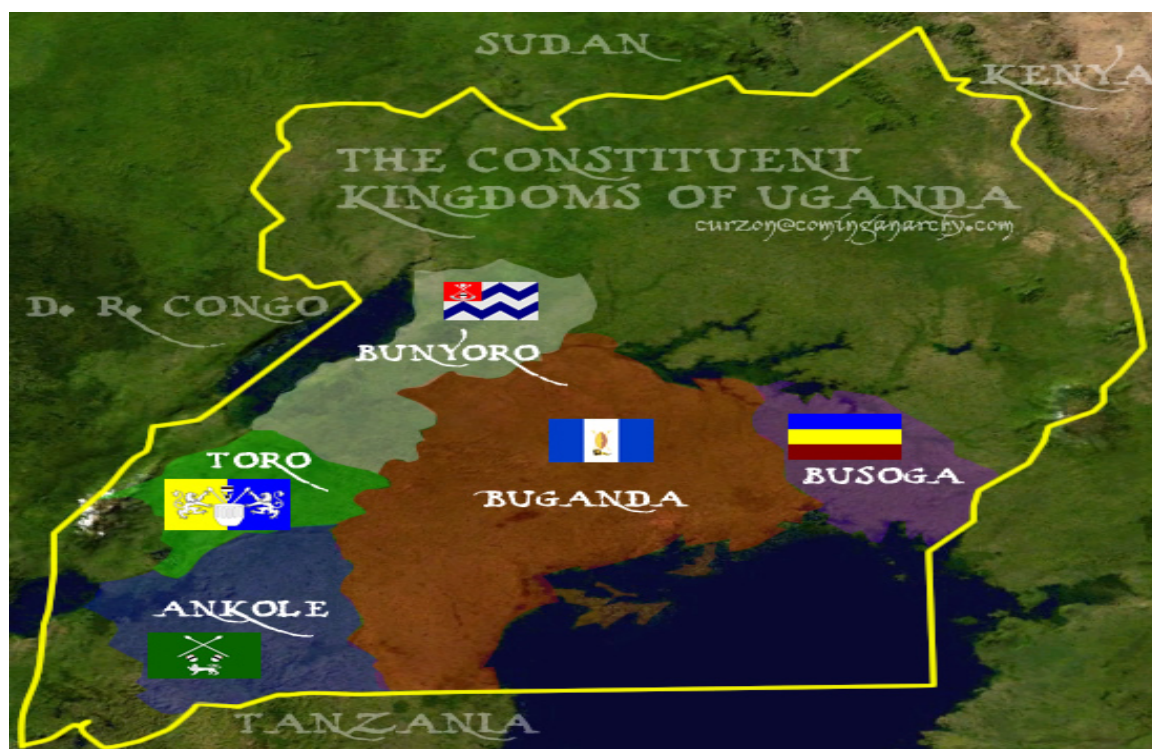 SUDAN
KENYA
THE CONSTITUENT
KINGDOMS OF UGANDA
curzon@cominganarchy.com
D. R. CONGO
BUNYORO
TORO
BUGANDA
BUSOGA
ANKOLE
TANZANIA